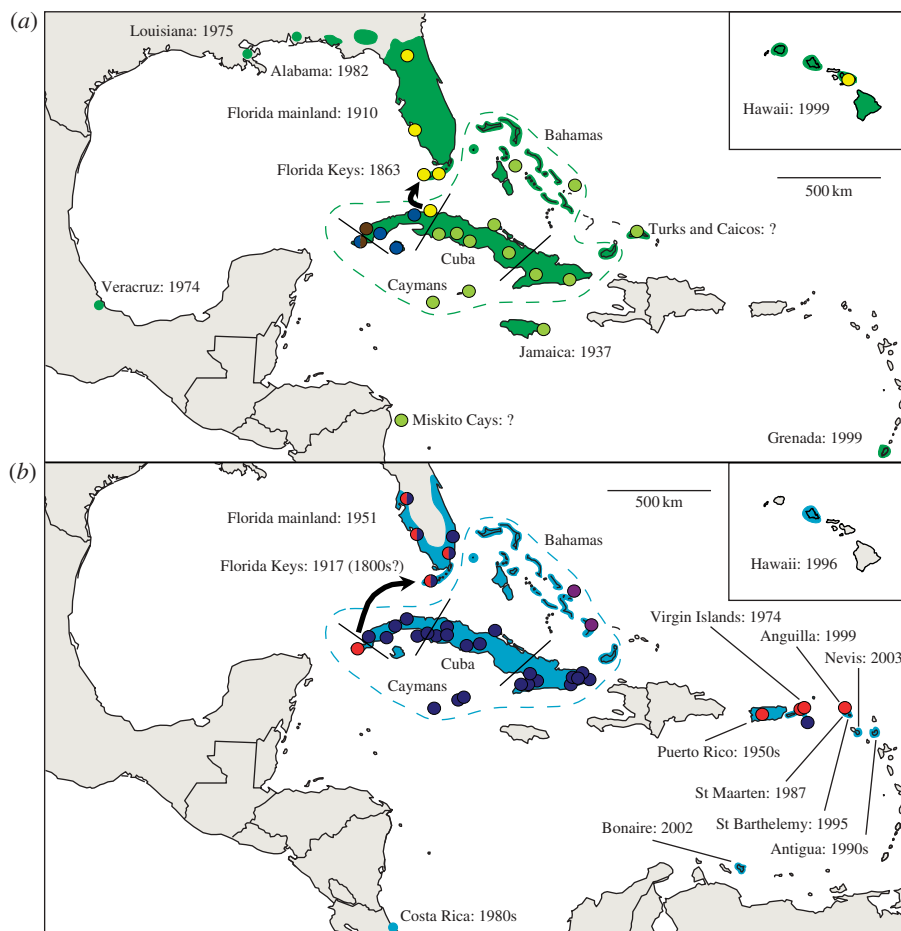 (a)
Louisiana: 1975
Alabama: 1982
Florida mainland: 1910
Bahamas
Hawaii: 1999
Florida Keys: 1863
500 km
Turks and Caicos: ?
Cuba
Caymans
Veracruz: 1974
Jamaica: 1937
Miskito Cays: ?
Grenada: 1999
(b)
500 km
Florida mainland: 1951
Bahamas
Hawaii: 1996
Florida Keys: 1917 (1800s?)
Virgin Islands: 1974
Anguilla: 1999
Nevis: 2003
Cuba
Caymans
Puerto Rico: 1950s
St Maarten: 1987
St Barthelemy: 1995
Bonaire: 2002
Antigua: 1990s
Costa Rica: 1980s